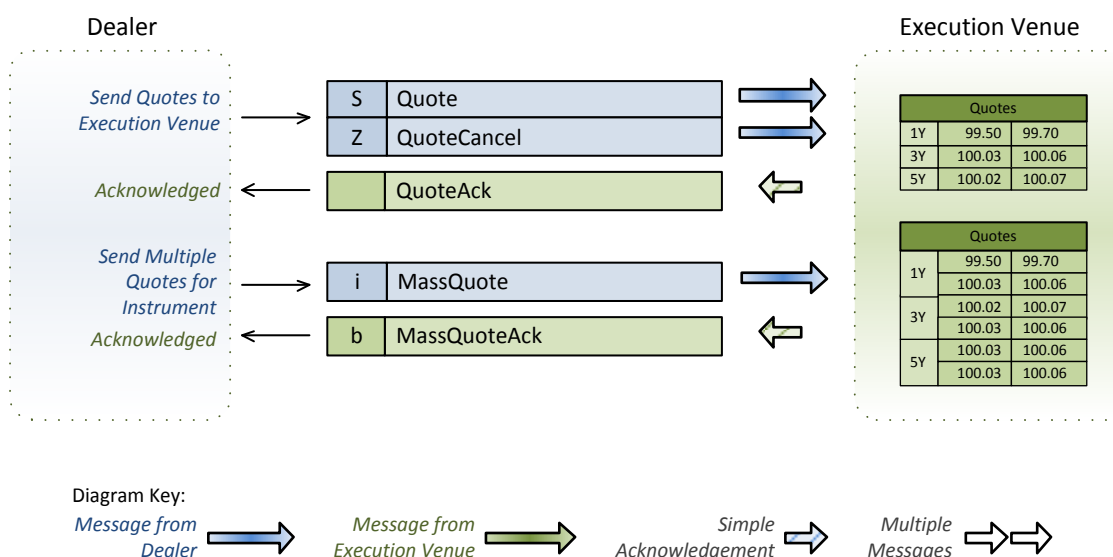 Dealer
Execution Venue
Send Quotes to
Execution Venue
S Quote
Z QuoteCancel
Acknowledged
QuoteAck
Quotes
1Y 99.50 99.70
3Y 100.03 100.06
5Y 100.02 100.07
Send Multiple
Quotes for
Instrument
i MassQuote
Acknowledged
b MassQuoteAck
Quotes
1Y 99.50 99.70
100.03 100.06
3Y 100.02 100.07
100.03 100.06
5Y 100.03 100.06
100.03 100.06
Diagram Key:
Message from
Dealer
Message from
Execution Venue
Simple
Acknowledgement
Multiple
Messages